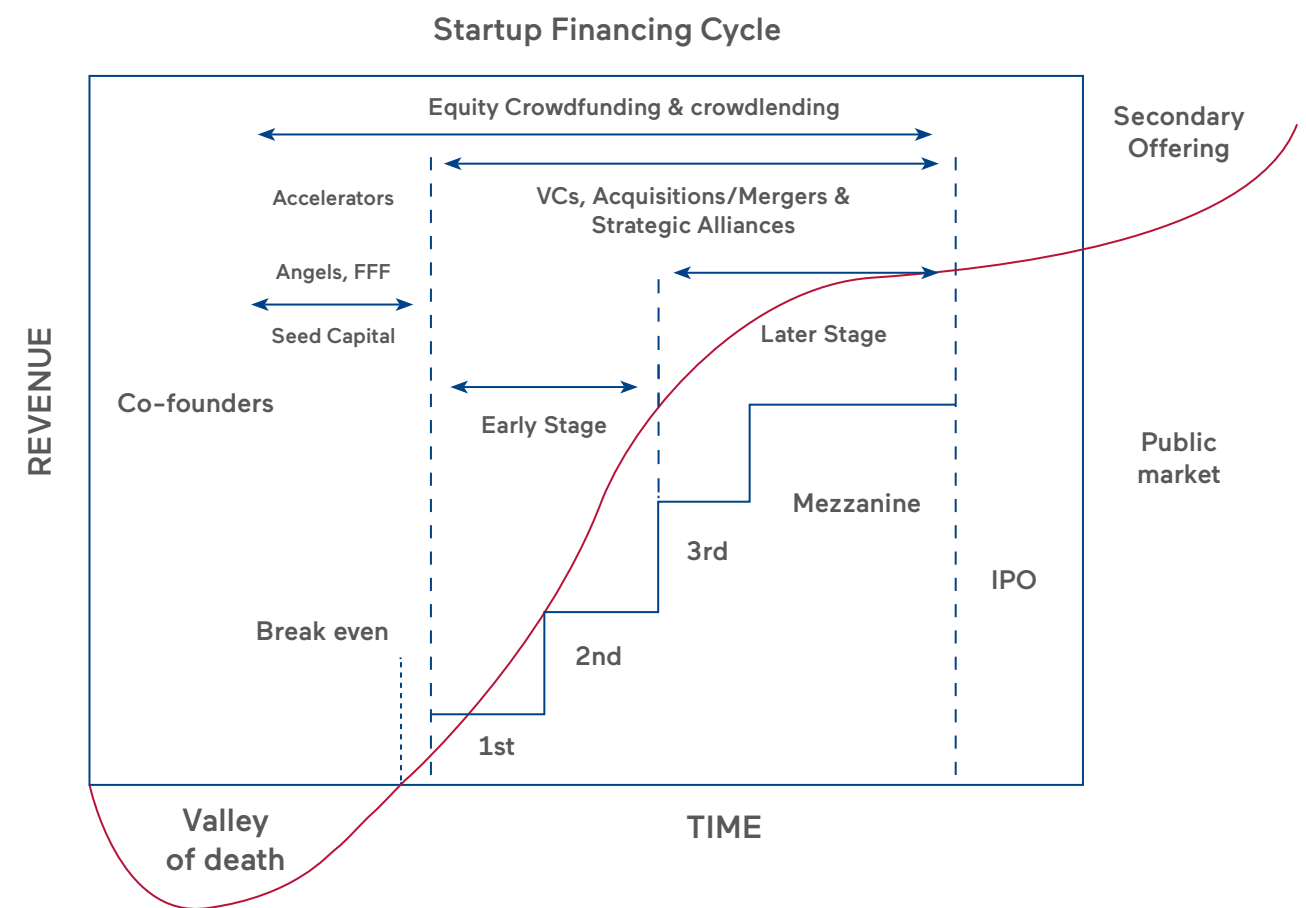 Startup Financing Cycle
Equity Crowdfunding & crowdlending
Secondary
Offering
Accelerators
VCs, Acquisitions/Mergers &
Strategic Alliances
Angels, FFF
Seed Capital
Later Stage
REVENUE
Co-founders
Early Stage
Public
market
Mezzanine
3rd
IPO
Break even
2nd
1st
Valley
of death
TIME